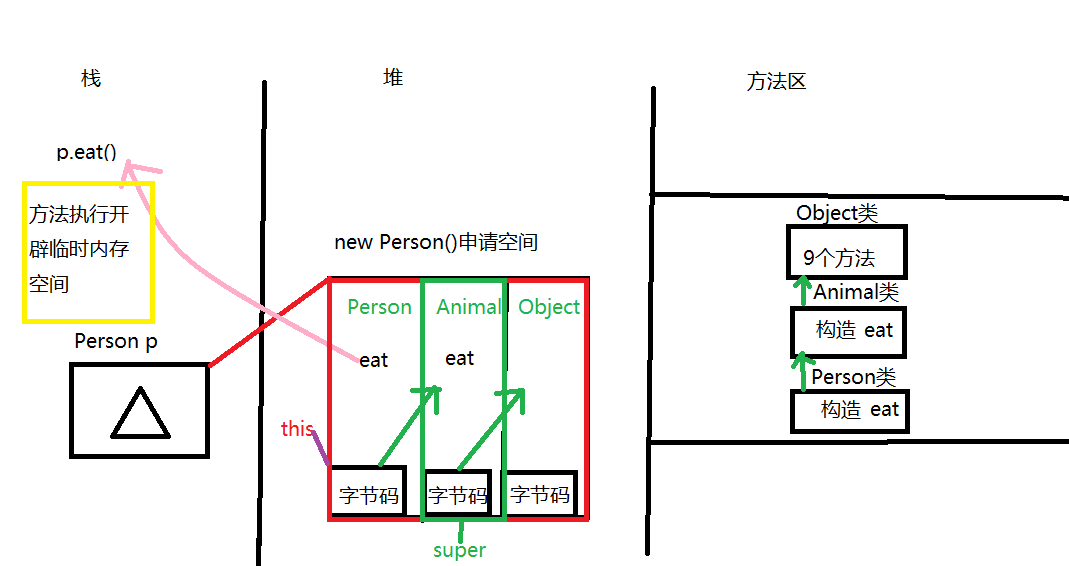 栈
堆
方法区
p.eat()
方法执行开
辟临时内存
空间
Person p
new Person()申请空间
Person
Animal
Object
eat
eat
this
字节码
字节码
字节码
super
Object类
9个方法
Animal类
构造 eat
Person类
构造 eat